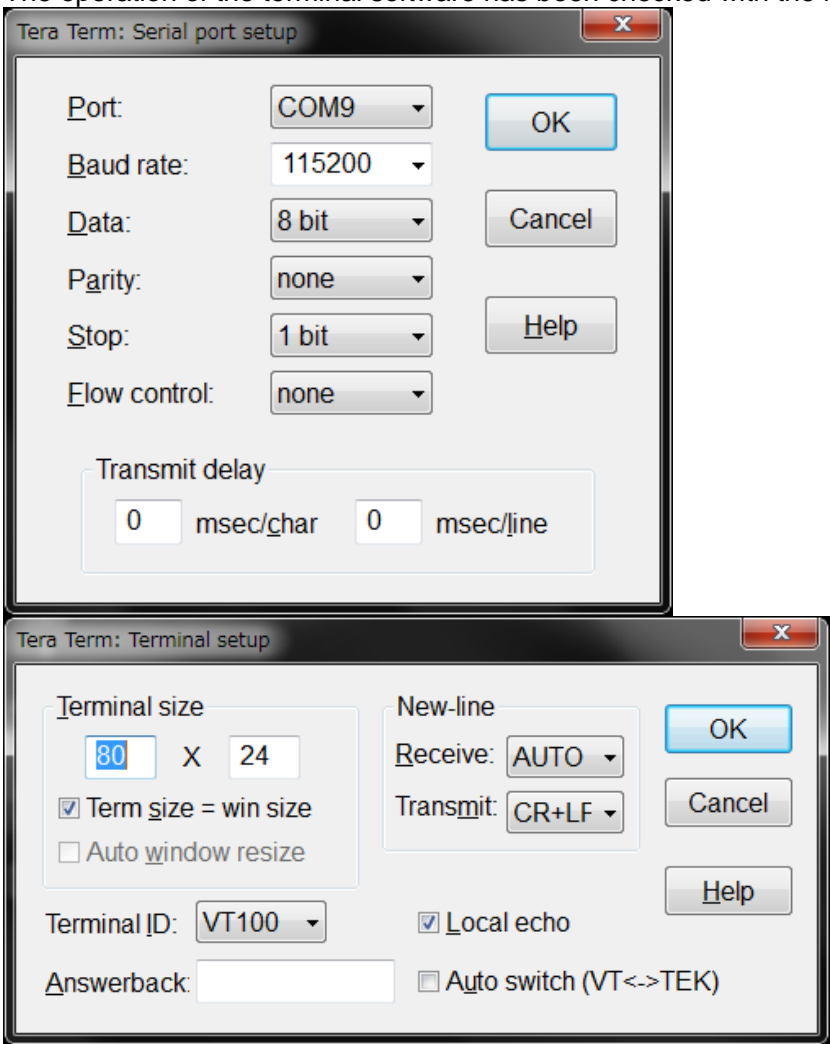 The operation of the terminal software has been checked with the
Tera Term: Serial port setup
Port: COM9
OK
Baud rate: 115200
Data: 8 bit
Cancel
Parity: none
Stop: 1 bit
Help
Flow control: none
Transmit delay
0 msec/char 0 msec/line
Tera Term: Terminal setup
Terminal size
80 X 24
Term size = win size
Auto window resize
New-line
Receive: AUTO
Transmit: CR+LF
OK
Cancel
Help
Terminal ID: VT100
Local echo
Answerback:
Auto switch (VT<->TEK)